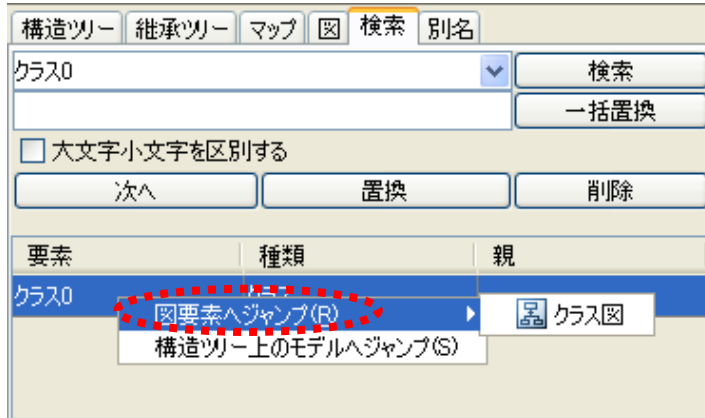 構造ツリー 継承ツリー マップ 図 検索 別名
クラス0 検索
一括置換
大文字小文字を区別する
次へ 置換 削除
要素 種類 親
クラス0
図要素へジャンプ(R) クラス図
構造ツリー上のモデルへジャンプ(S)